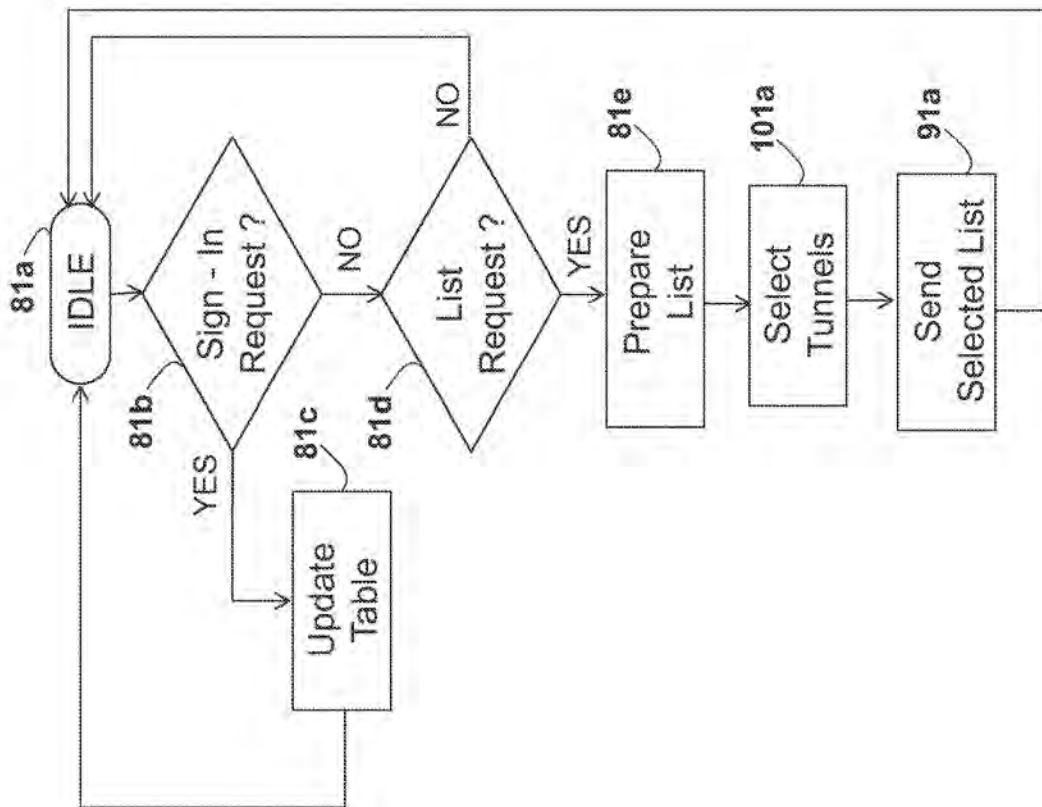 81a
IDLE
81b
Sign - In
Request ?
YES
NO
81c
Update
Table
81d
List
Request ?
NO
YES
81e
Prepare
List
101a
Select
Tunnels
91a
Send
Selected List